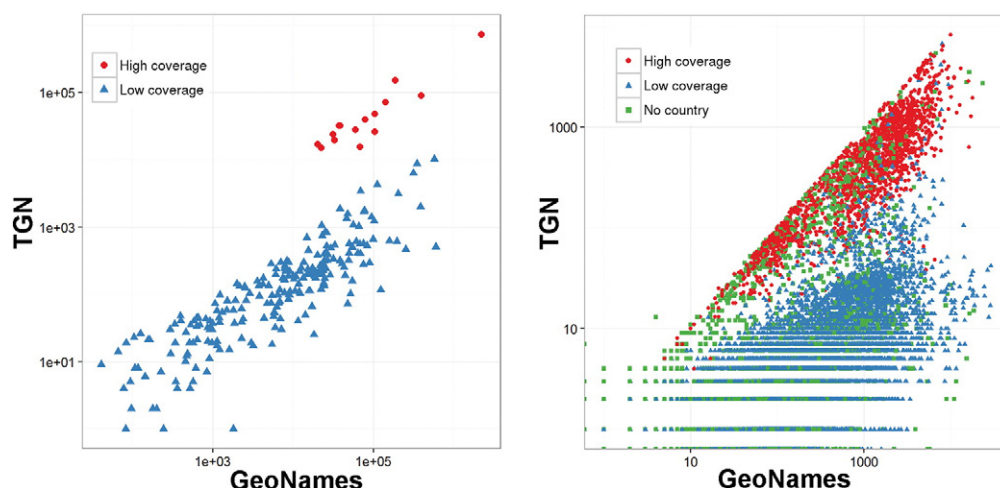 High coverage
Low coverage
1e+05
1e+03
1e+01
TGN
1e+03
1e+05
GeoNames
High coverage
Low coverage
No country
1000
10
TGN
10
1000
GeoNames